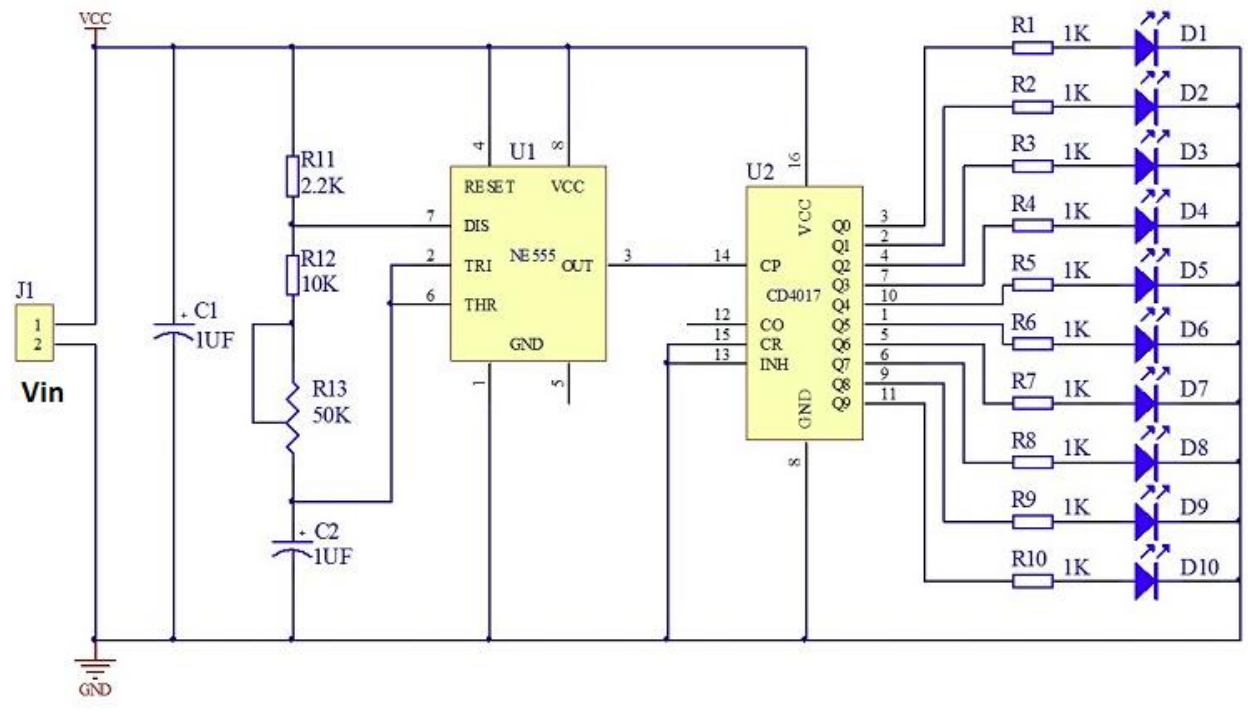 VCC
J1
1
2
Vin
C1
1UF
R11
2.2K
R12
10K
R13
50K
C2
1UF
GND
U1
4
8
RESET
VCC
7
DIS
2
TRI
NE555
OUT
3
6
THR
GND
1
5
U2
16
VCC
14
CP
CD4017
12
CO
15
CR
13
INH
GND
8
Q0
3
Q1
2
Q2
4
Q3
7
Q4
10
Q5
1
Q6
5
Q7
6
Q8
9
Q9
11
R1 1K D1
R2 1K D2
R3 1K D3
R4 1K D4
R5 1K D5
R6 1K D6
R7 1K D7
R8 1K D8
R9 1K D9
R10 1K D10